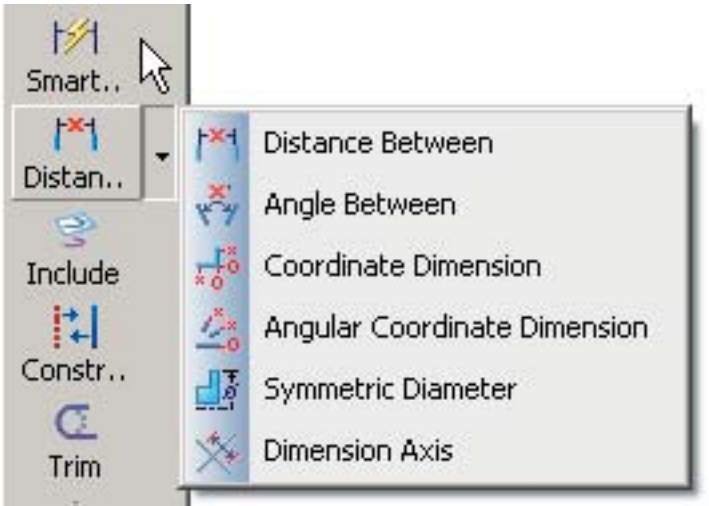 Smart..
Distan..
Include
Constr..
Trim
Distance Between
Angle Between
Coordinate Dimension
Angular Coordinate Dimension
Symmetric Diameter
Dimension Axis